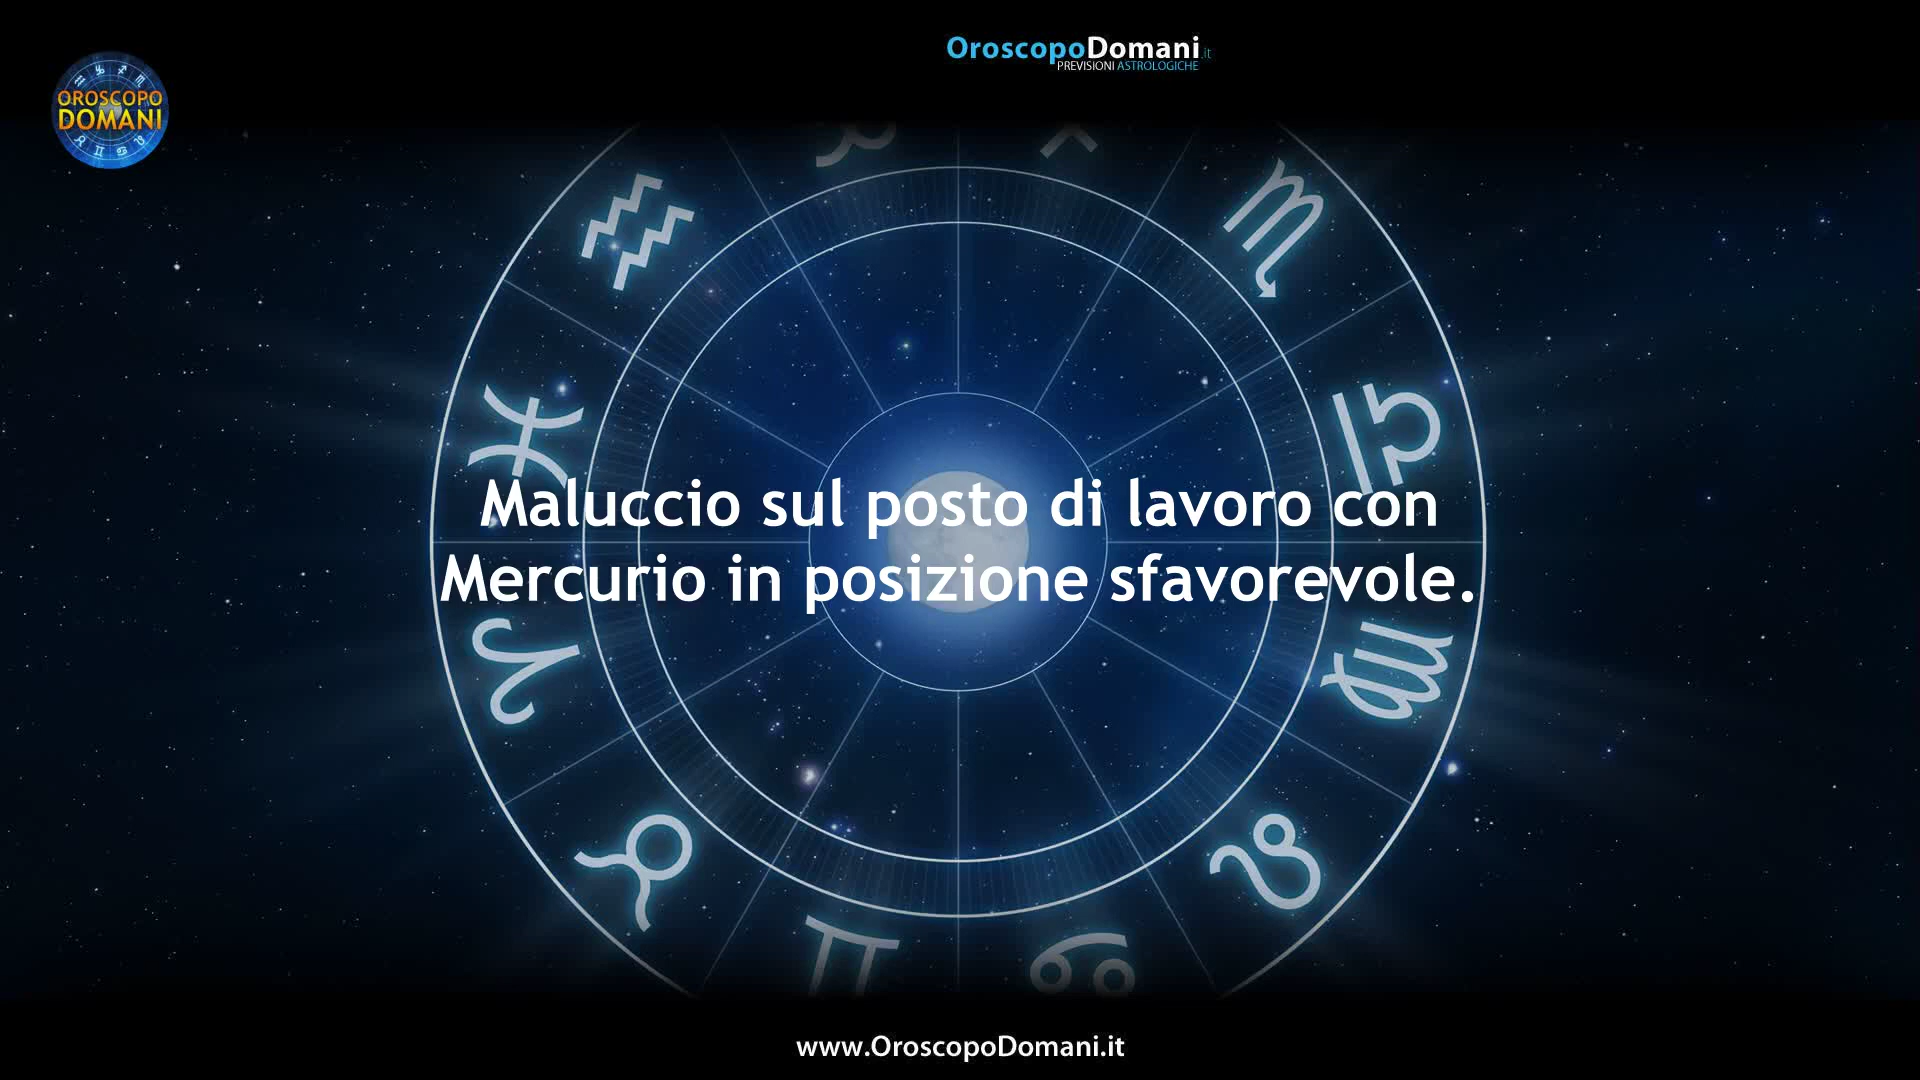 OroscopoDomani.it
PREVISIONI ASTROLOGICHE
OROSCOPO
DOMANI
Maluccio sul posto di lavoro con
Mercurio in posizione sfavorevole.
www.OroscopoDomani.it